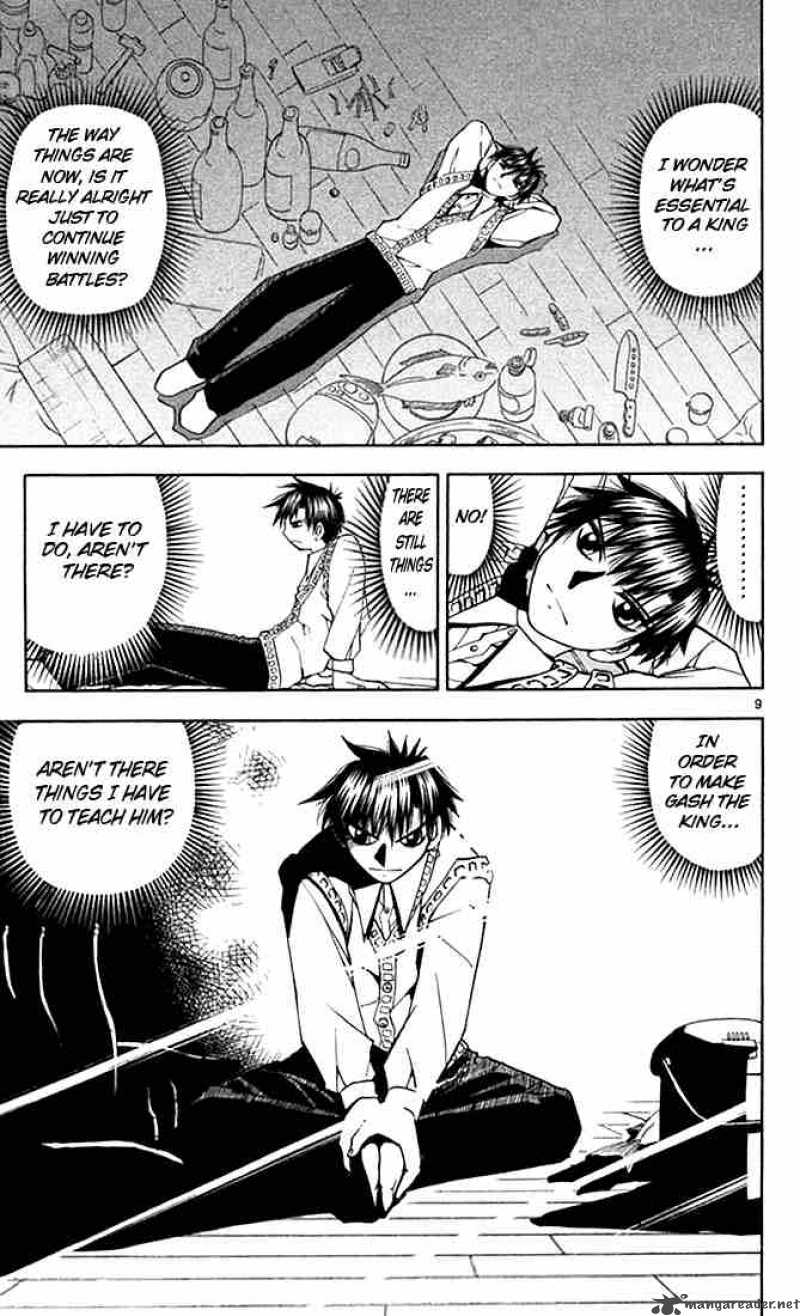 I WONDER
WHAT'S
ESSENTIAL
TO A KING
...
THE WAY
THINGS ARE
NOW, IS IT
REALLY ALRIGHT
JUST TO
CONTINUE
WINNING
BATTLES?
.........
NO!
THERE
ARE
STILL
THINGS
...
I HAVE TO
DO, AREN'T
THERE?
9
IN
ORDER
TO MAKE
GASH THE
KING...
AREN'T THERE
THINGS I HAVE
TO TEACH HIM?
mangareader.net